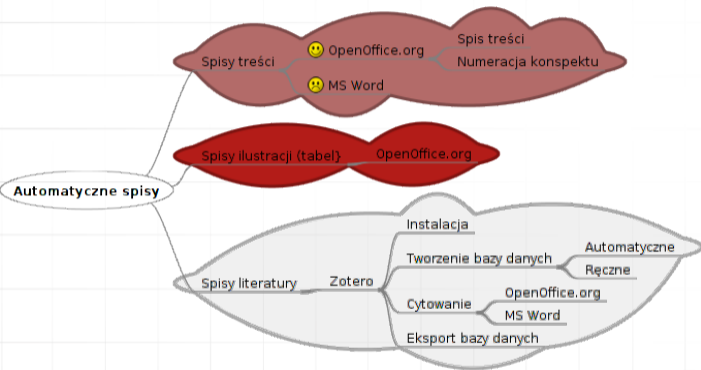 Automatyczne spisy
Spisy treści
OpenOffice.org
Spis treści
Numeracja konspektu
MS Word
Spisy ilustracji (tabel}
OpenOffice.org
Spisy literatury
Zotero
Instalacja
Tworzenie bazy danych
Automatyczne
Ręczne
Cytowanie
OpenOffice.org
MS Word
Eksport bazy danych